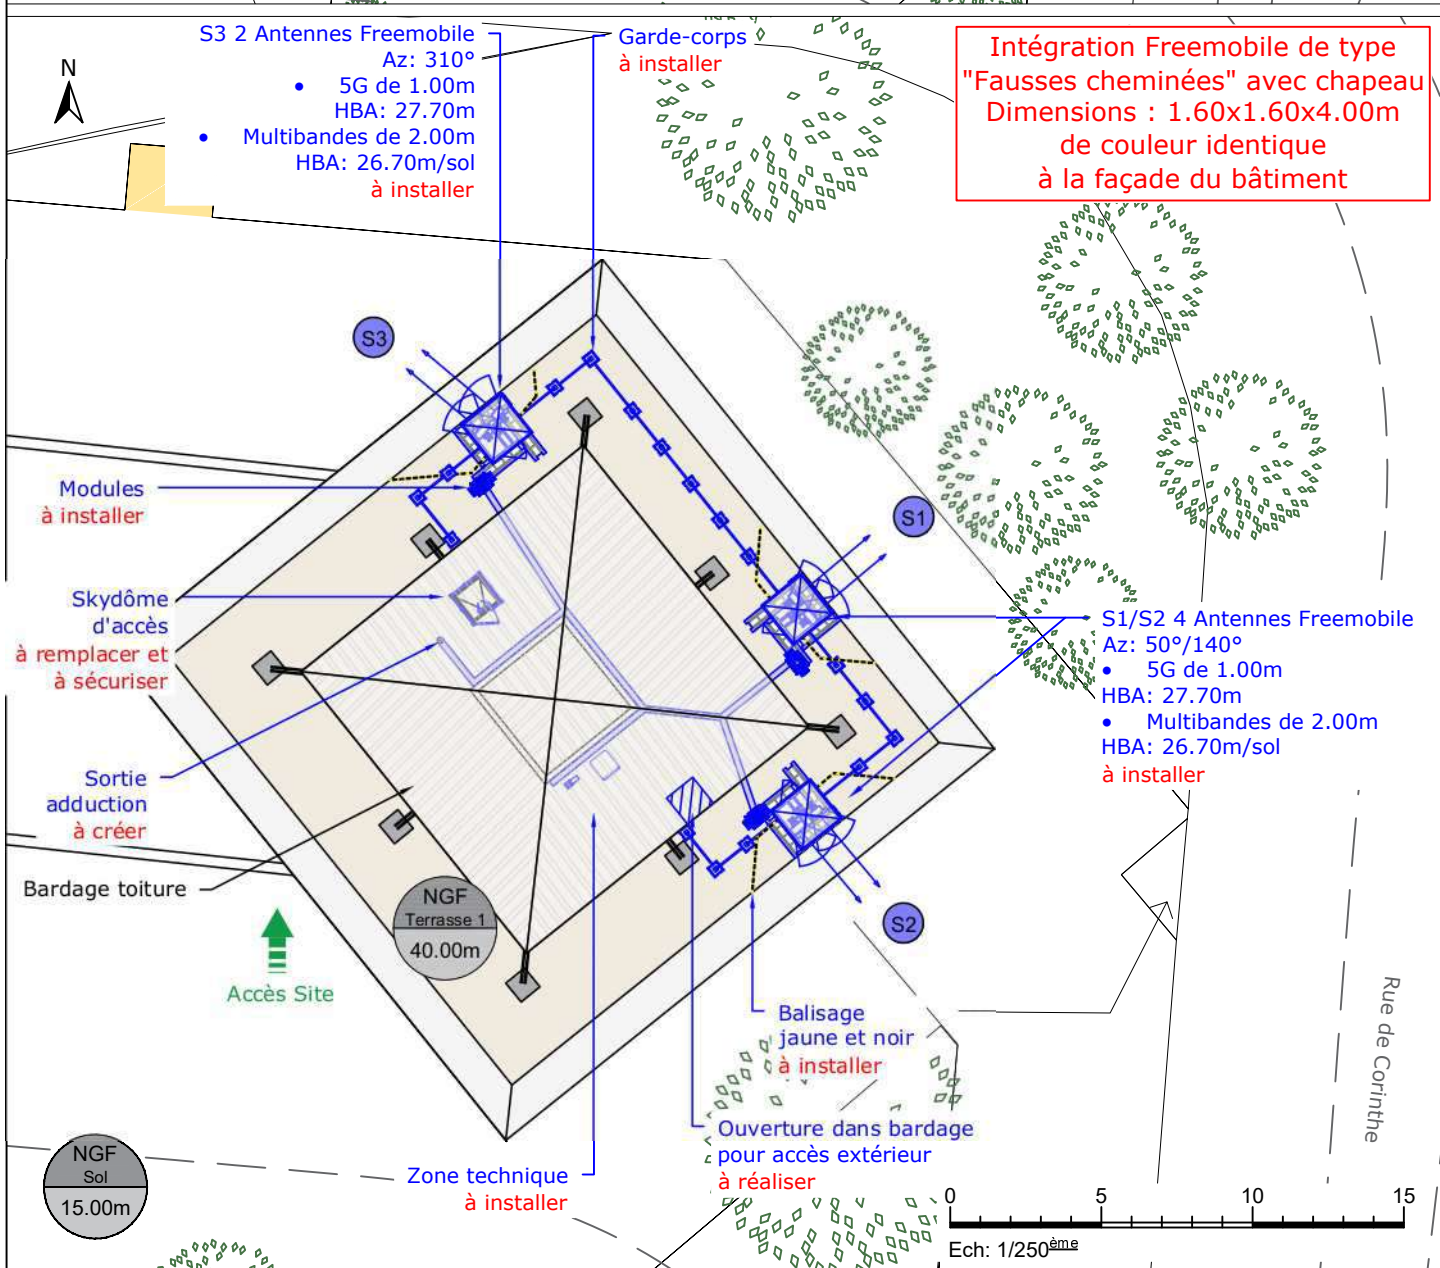 S3 2 Antennes Freemobile
Az: 310°
• 5G de 1.00m
HBA: 27.70m
• Multibandes de 2.00m
HBA: 26.70m/sol
à installer
Garde-corps
à installer
Intégration Freemobile de type
"Fausses cheminées" avec chapeau
Dimensions : 1.60x1.60x4.00m
de couleur identique
à la façade du bâtiment
N
S3
Modules
à installer
S1
Skydôme
d'accès
à remplacer et
à sécuriser
S1/S2 4 Antennes Freemobile
Az: 50°/140°
• 5G de 1.00m
HBA: 27.70m
• Multibandes de 2.00m
HBA: 26.70m/sol
à installer
Sortie
adduction
à créer
Bardage toiture
NGF
Terrasse 1
40.00m
S2
Accès Site
Balisage
jaune et noir
à installer
Rue de Corinthe
Ouverture dans bardage
pour accès extérieur
à réaliser
Zone technique
à installer
NGF
Sol
15.00m
0 5 10 15
Ech: 1/250ème